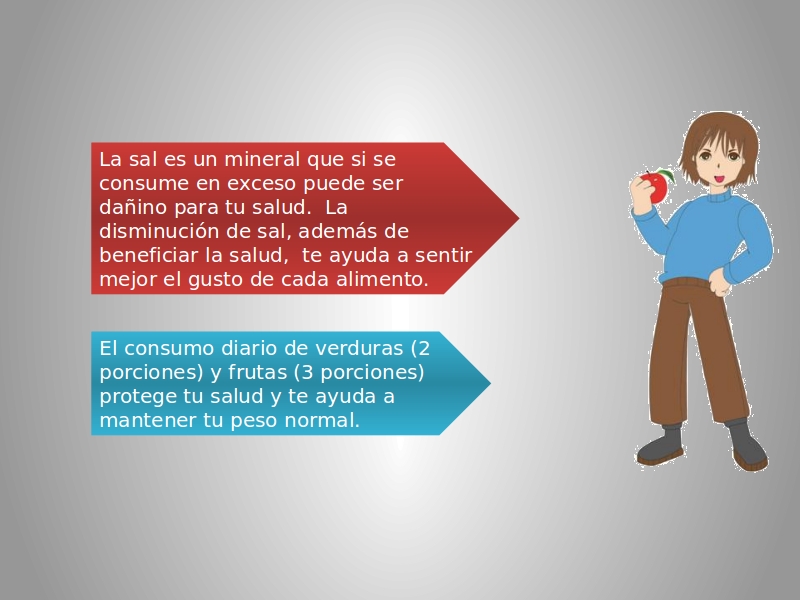 La sal es un mineral que si se
consume en exceso puede ser
dañino para tu salud.  La
disminución de sal, además de
beneficiar la salud,  te ayuda a sentir
mejor el gusto de cada alimento.
El consumo diario de verduras (2
porciones) y frutas (3 porciones)
protege tu salud y te ayuda a
mantener tu peso normal.